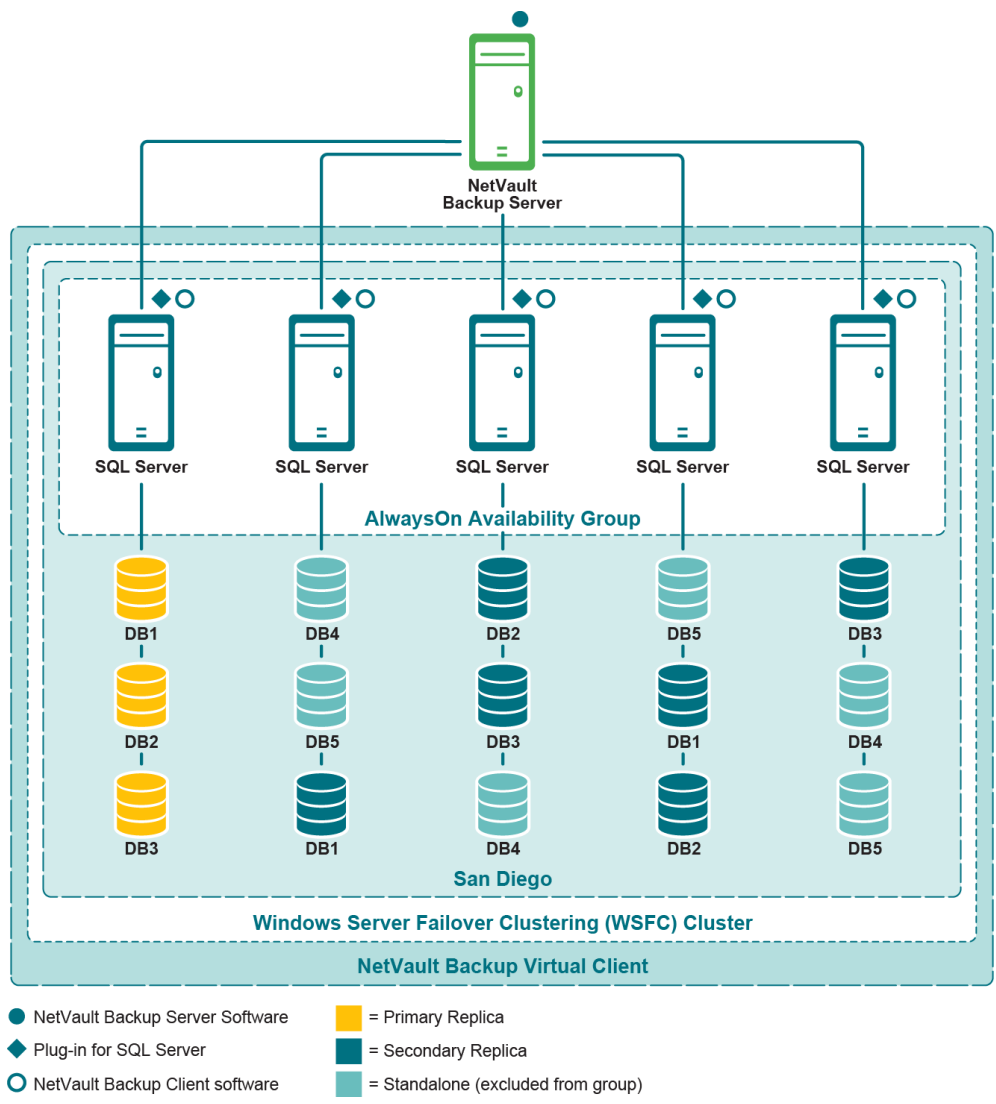 NetVault
Backup Server
SQL Server SQL Server SQL Server SQL Server SQL Server
AlwaysOn Availability Group
DB1 DB4 DB2 DB5 DB3
DB2 DB5 DB3 DB1 DB4
DB3 DB1 DB4 DB2 DB5
San Diego
Windows Server Failover Clustering (WSFC) Cluster
NetVault Backup Virtual Client
NetVault Backup Server Software
Plug-in for SQL Server
NetVault Backup Client software
= Primary Replica
= Secondary Replica
= Standalone (excluded from group)